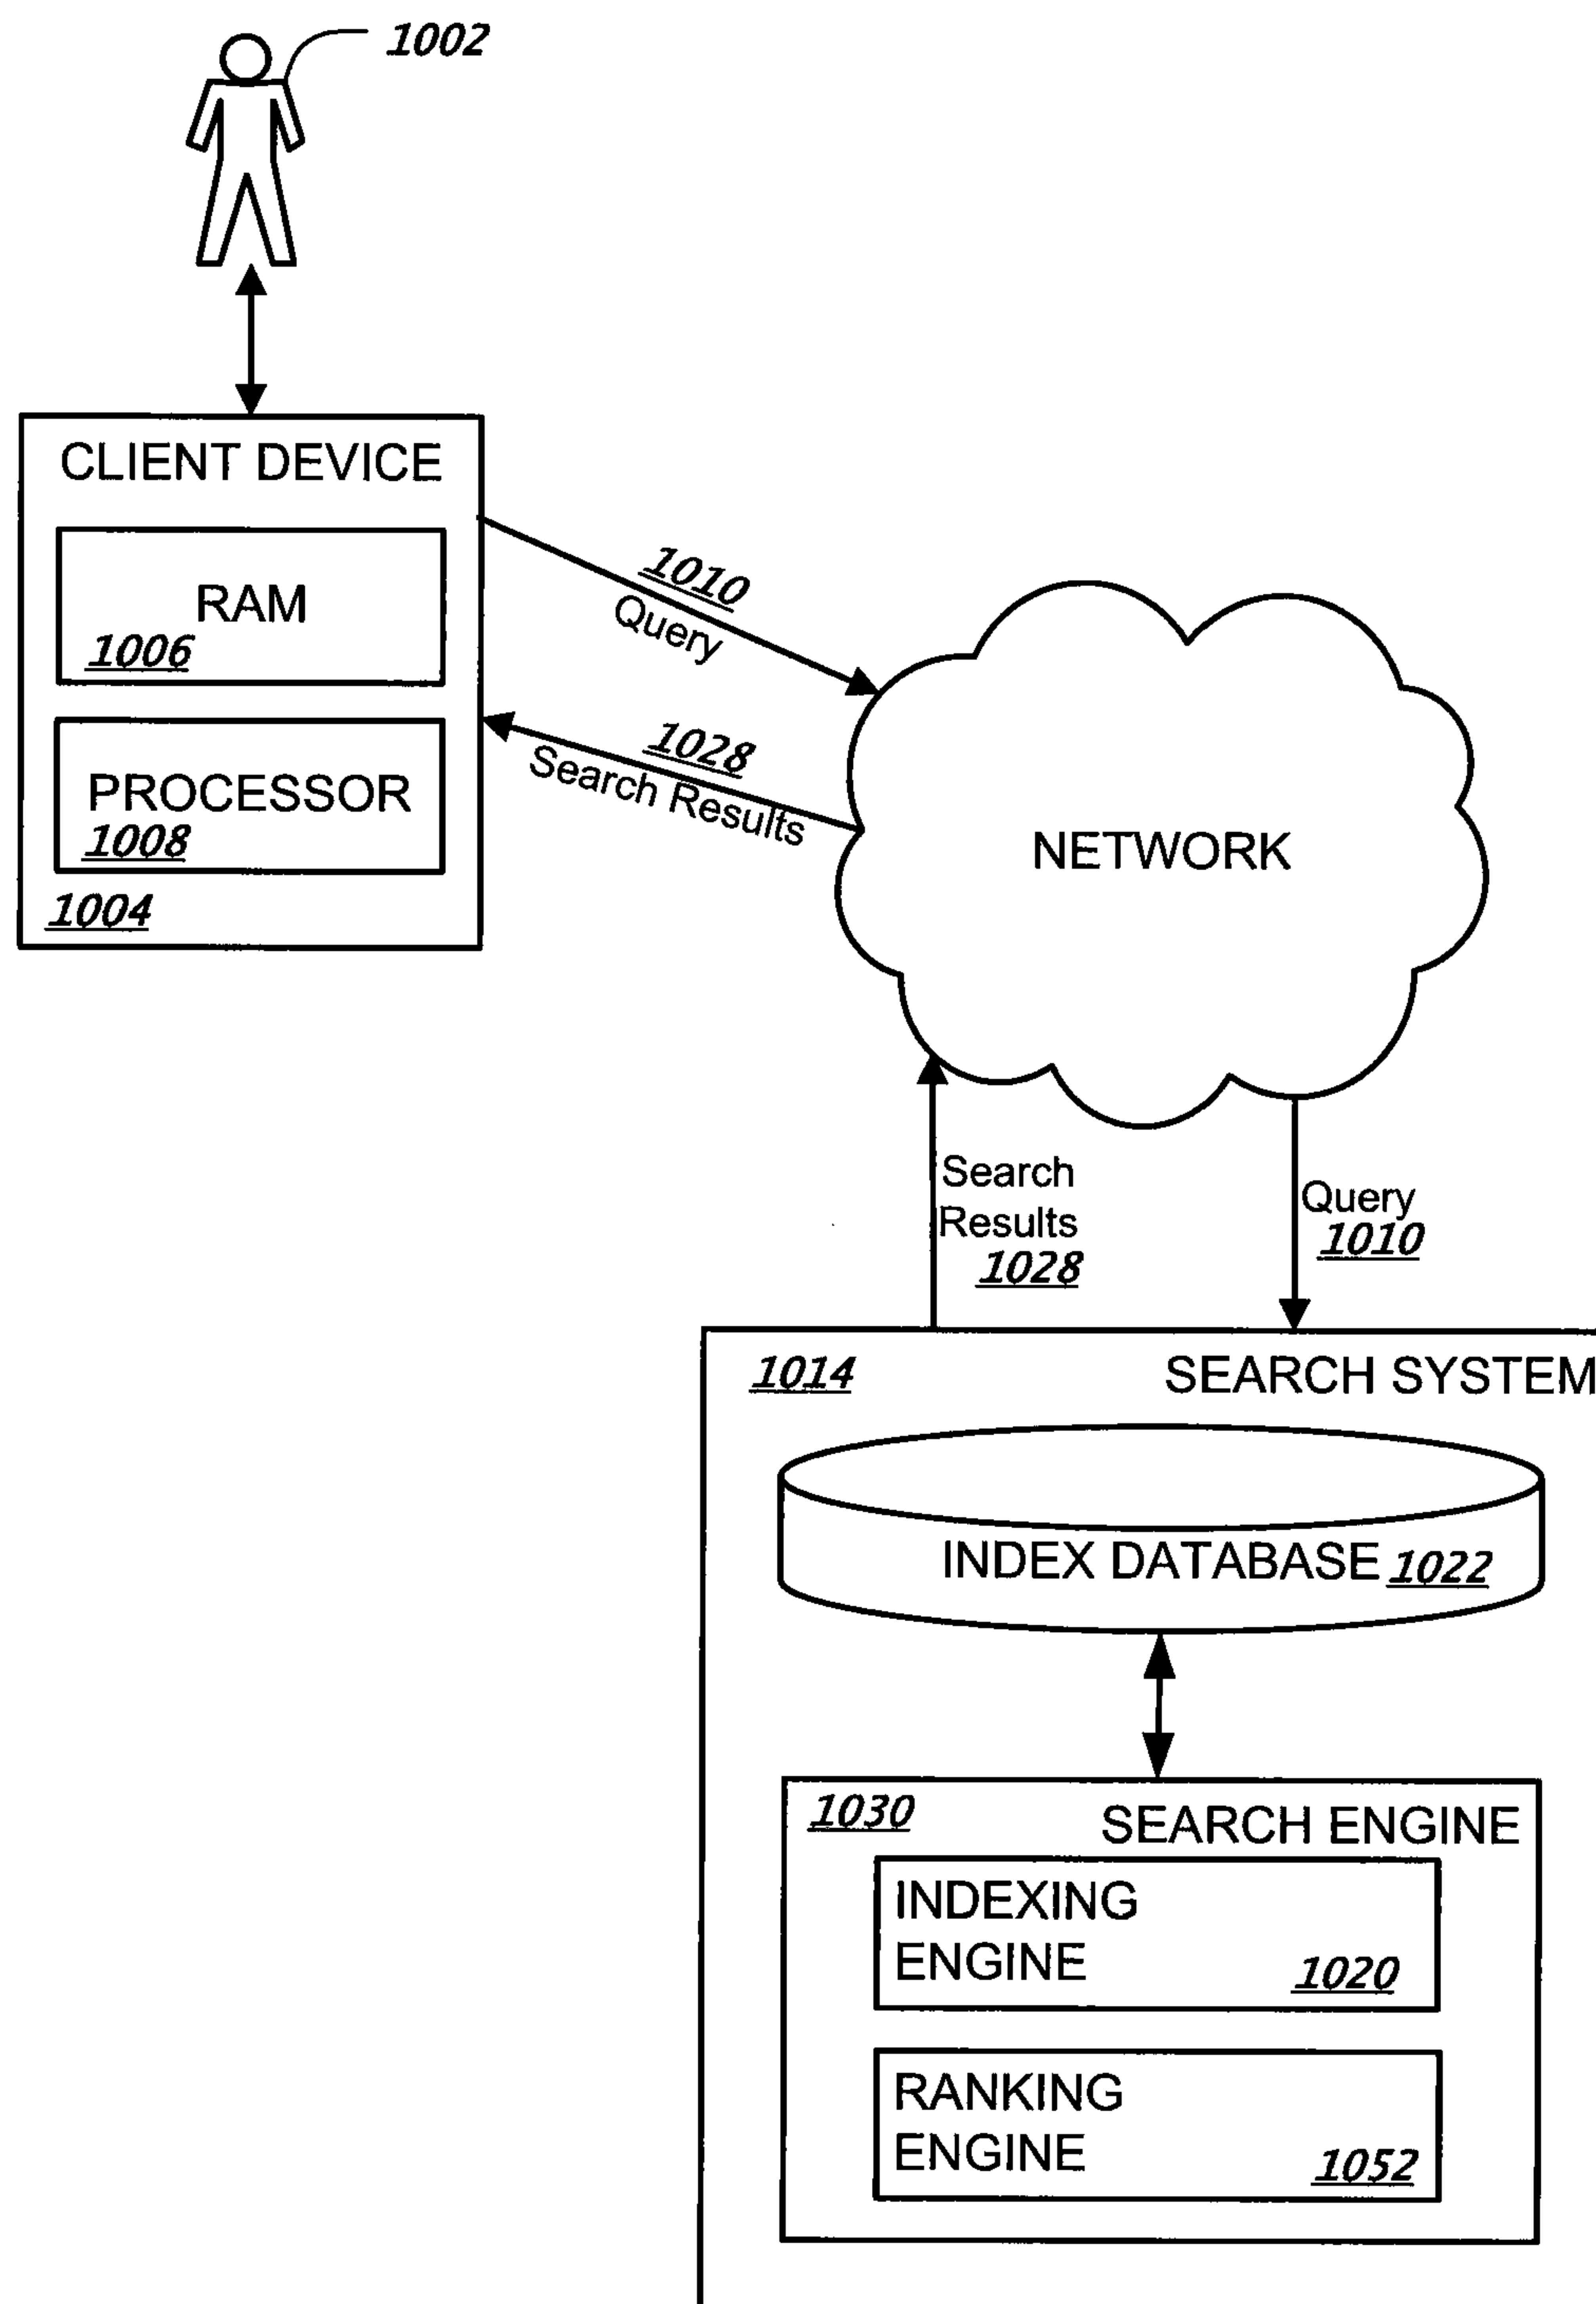 1002
CLIENT DEVICE
RAM
1006
PROCESSOR
1008
1004
1010
Query
1028
Search Results
NETWORK
Search
Results
1028
Query
1010
1014
SEARCH SYSTEM
INDEX DATABASE 1022
1030
SEARCH ENGINE
INDEXING
ENGINE
1020
RANKING
ENGINE
1052